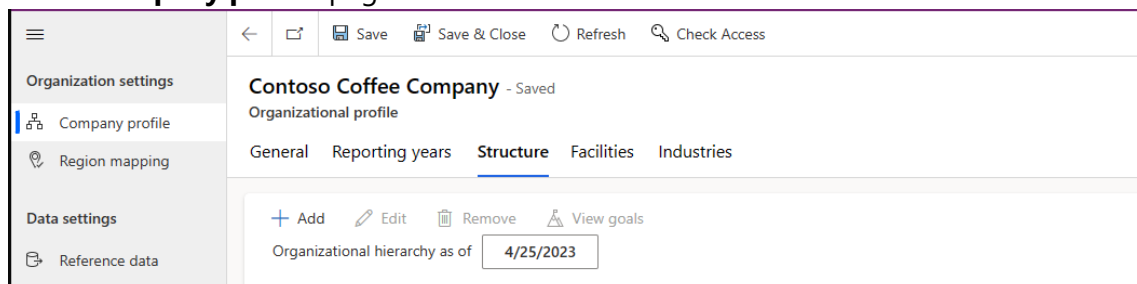 Save Save & Close Refresh Check Access
Organization settings
Company profile
Region mapping
Data settings
Reference data
Contoso Coffee Company - Saved
Organizational profile
General Reporting years Structure Facilities Industries
Add Edit Remove View goals
Organizational hierarchy as of 4/25/2023